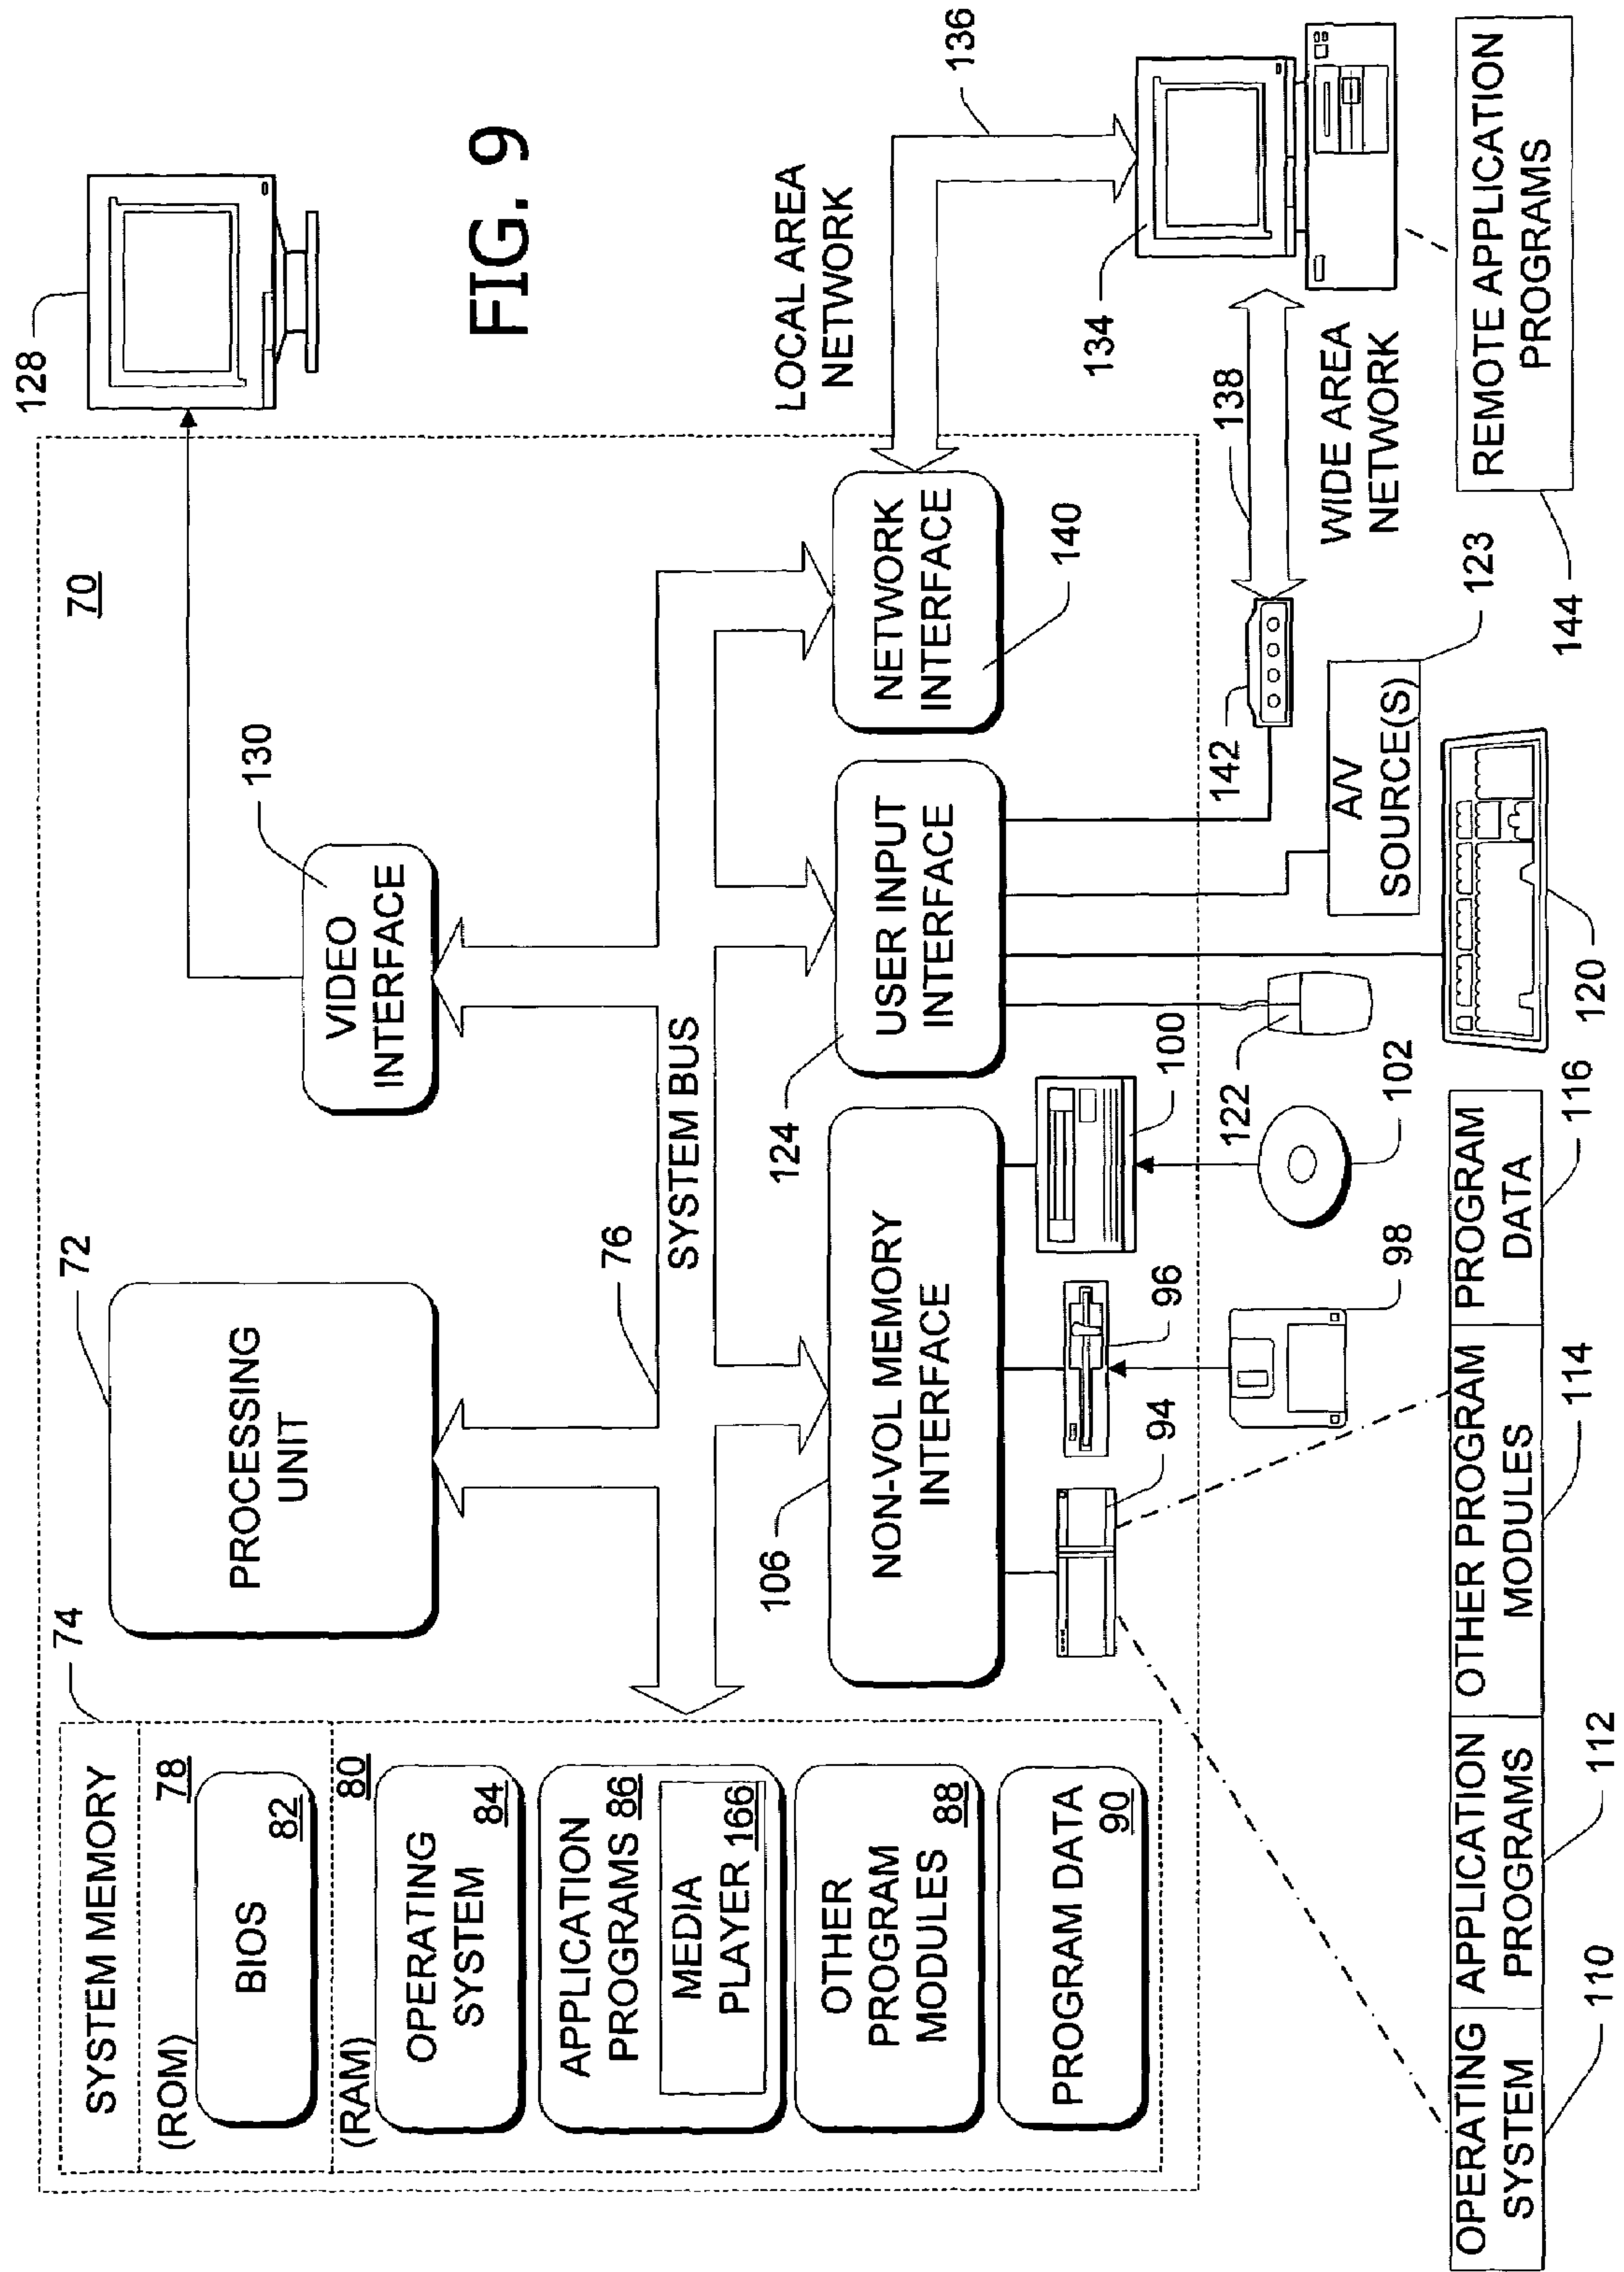 70
128
SYSTEM MEMORY
74
72
(ROM) 78
BIOS
82
PROCESSING
UNIT
130
VIDEO
INTERFACE
(RAM) 80
OPERATING
SYSTEM
84
FIG. 9
APPLICATION
PROGRAMS 86
MEDIA
PLAYER 166
76
SYSTEM BUS
OTHER
PROGRAM
MODULES 88
PROGRAM DATA
90
106
NON-VOL MEMORY
INTERFACE
124
USER INPUT
INTERFACE
NETWORK
INTERFACE
140
LOCAL AREA
NETWORK
136
94
96
100
134
122
142
138
98
102
A/V
SOURCE(S)
123
WIDE AREA
NETWORK
OPERATING
SYSTEM
APPLICATION
PROGRAMS
OTHER PROGRAM
MODULES
PROGRAM
DATA
REMOTE APPLICATION
PROGRAMS
110
112
114
116
120
144